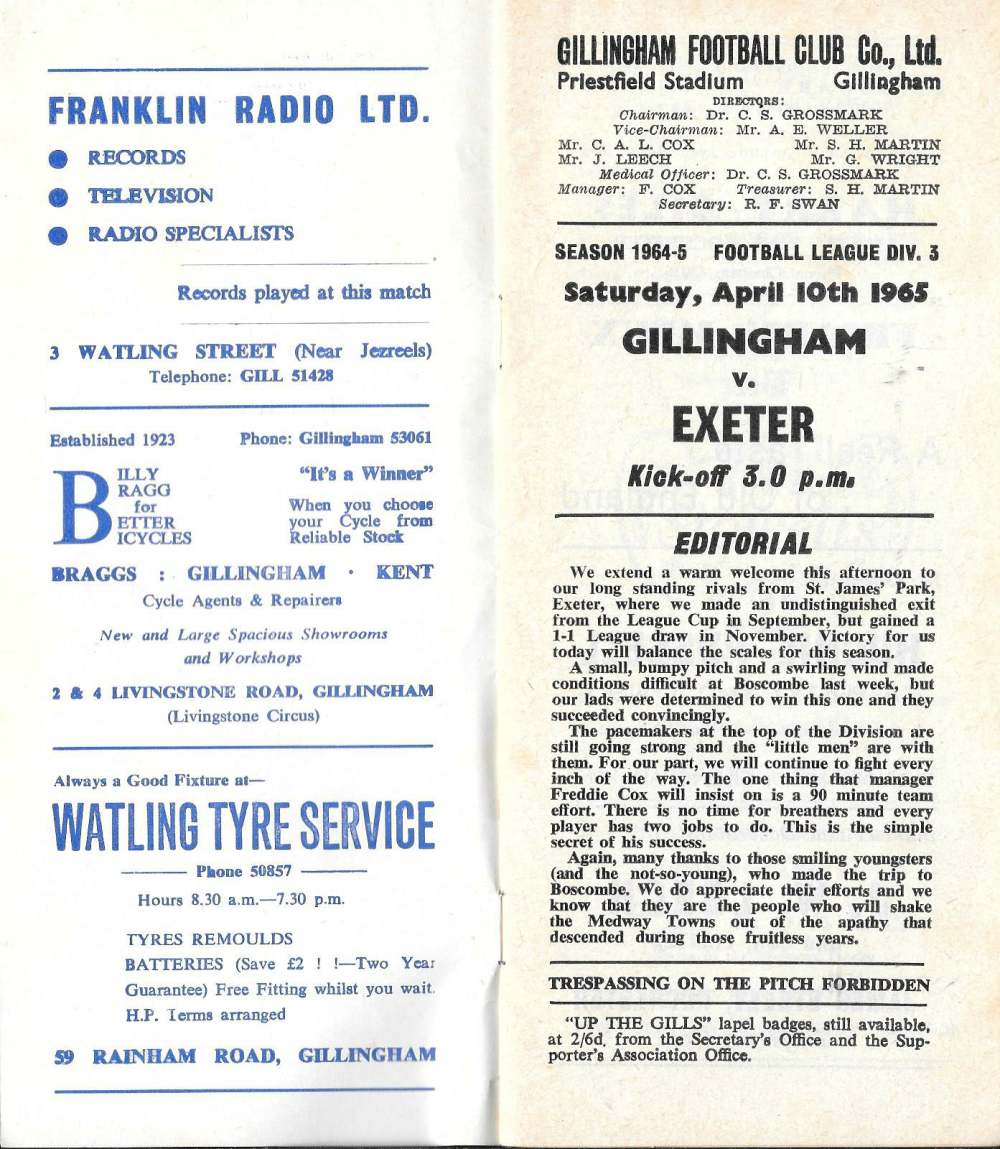 FRANKLIN RADIO LTD.
● RECORDS
● TELEVISION
● RADIO SPECIALISTS
Records played at this match
3 WATLING STREET (Near Jezreels)
Telephone: GILL 51428
Established 1923 Phone: Gillingham 53061
BILLY
RAGG
for
ETTER
ICYCLES
"It's a Winner"
When you choose
your Cycle from
Reliable Stock
BRAGGS : GILLINGHAM · KENT
Cycle Agents & Repairers
New and Large Spacious Showrooms
and Workshops
2 & 4 LIVINGSTONE ROAD, GILLINGHAM
(Livingstone Circus)
Always a Good Fixture at—
WATLING TYRE SERVICE
Phone 50857
Hours 8.30 a.m.—7.30 p.m.
TYRES REMOULDS
BATTERIES (Save £2 ! !—Two Year
Guarantee) Free Fitting whilst you wait.
H.P. Terms arranged
59 RAINHAM ROAD, GILLINGHAM
GILLINGHAM FOOTBALL CLUB Co., Ltd.
Priestfield Stadium Gillingham
DIRECTORS:
Chairman: Dr. C. S. GROSSMARK
Vice-Chairman: Mr. A. E. WELLER
Mr. C. A. L. COX Mr. S. H. MARTIN
Mr. J. LEECH Mr. G. WRIGHT
Medical Officer: Dr. C. S. GROSSMARK
Manager: F. COX Treasurer: S. H. MARTIN
Secretary: R. F. SWAN
SEASON 1964-5 FOOTBALL LEAGUE DIV. 3
Saturday, April 10th 1965
GILLINGHAM
v.
EXETER
Kick-off 3.0 p.m.
EDITORIAL
We extend a warm welcome this afternoon to
our long standing rivals from St. James' Park,
Exeter, where we made an undistinguished exit
from the League Cup in September, but gained a
1-1 League draw in November. Victory for us
today will balance the scales for this season.
A small, bumpy pitch and a swirling wind made
conditions difficult at Boscombe last week, but
our lads were determined to win this one and they
succeeded convincingly.
The pacemakers at the top of the Division are
still going strong and the "little men" are with
them. For our part, we will continue to fight every
inch of the way. The one thing that manager
Freddie Cox will insist on is a 90 minute team
effort. There is no time for breathers and every
player has two jobs to do. This is the simple
secret of his success.
Again, many thanks to those smiling youngsters
(and the not-so-young), who made the trip to
Boscombe. We do appreciate their efforts and we
know that they are the people who will shake
the Medway Towns out of the apathy that
descended during those fruitless years.
TRESPASSING ON THE PITCH FORBIDDEN
"UP THE GILLS" lapel badges, still available,
at 2/6d. from the Secretary's Office and the Sup-
porter's Association Office.